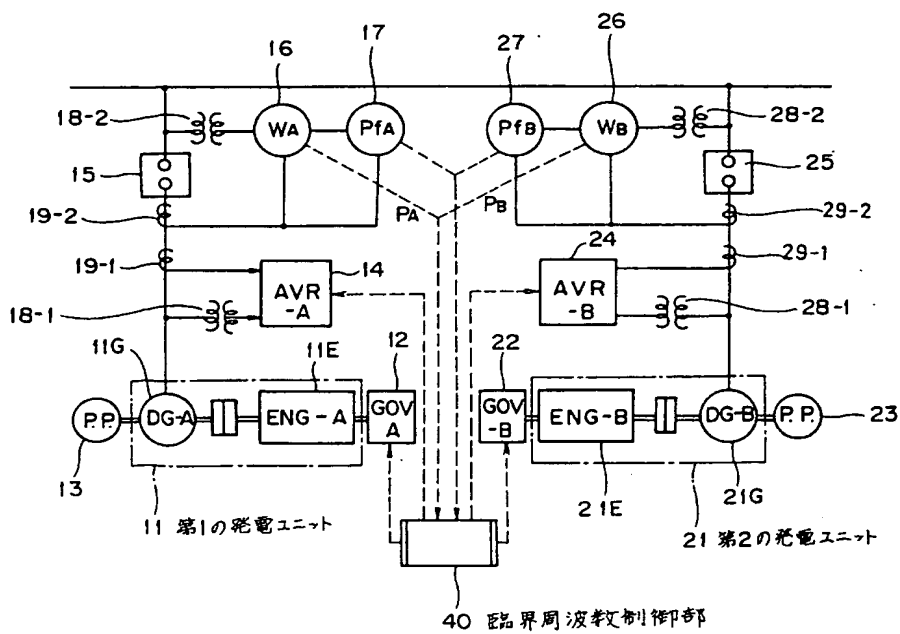 16
17
27
26
18-2
WA
PfA
PfB
WB
28-2
15
25
19-2
PA
PB
29-2
19-1
14
24
29-1
AVR
-A
AVR
-B
18-1
28-1
11G
11E
12
22
P.P.
DG-A
ENG-A
GOV
A
GOV
-B
ENG-B
DG-B
P.P.
23
13
21E
21G
11 第1の発電ユニット
21 第2の発電ユニット
40 臨界周波数制御部